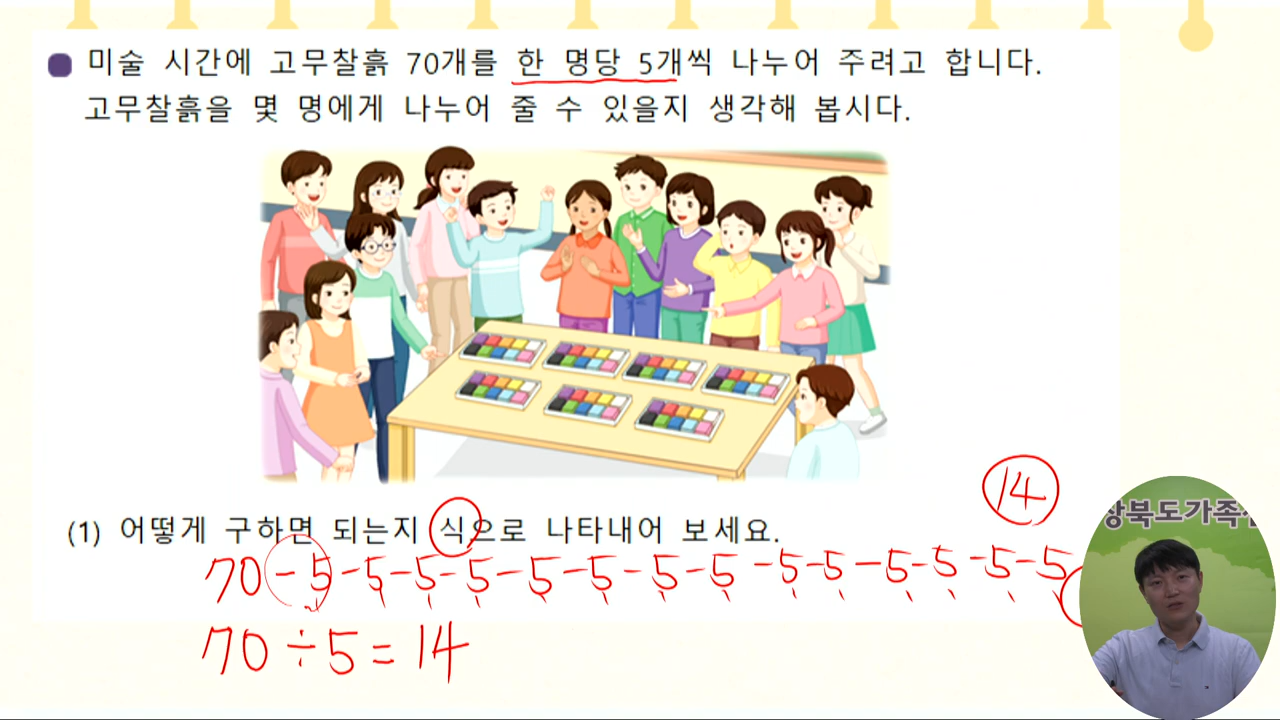 미술 시간에 고무찰흙 70개를 한 명당 5개씩 나누어 주려고 합니다.
고무찰흙을 몇 명에게 나누어 줄 수 있을지 생각해 봅시다.
14
(1) 어떻게 구하면 되는지 식으로 나타내어 보세요.
70 - 5 - 5 - 5 - 5 - 5 - 5 - 5 - 5 - 5 - 5 - 5 - 5 - 5 - 5
70 ÷ 5 = 14
북도가족